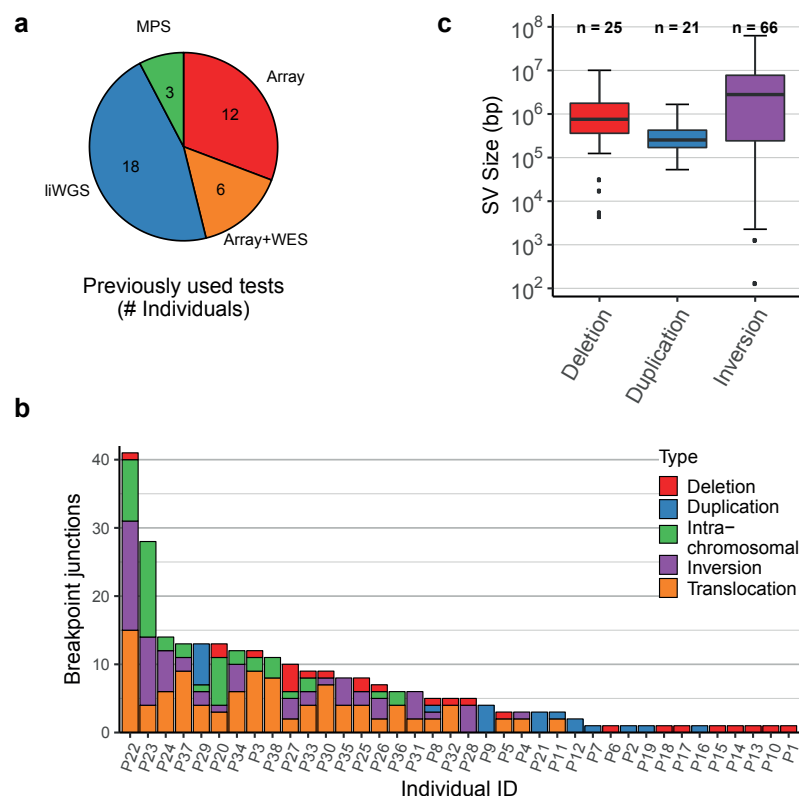 a
MPS
Array
3
12
18
6
liWGS
Array+WES
Previously used tests
(# Individuals)
c
n = 25
n = 21
n = 66
10^8
10^7
10^6
10^5
10^4
10^3
10^2
SV Size (bp)
Deletion
Duplication
Inversion
b
40
30
20
10
0
Breakpoint junctions
Type
Deletion
Duplication
Intra−
chromosomal
Inversion
Translocation
P22 P23 P24 P37 P29 P20 P34 P3 P38 P27 P33 P30 P35 P25 P26 P36 P31 P8 P32 P28 P9 P5 P4 P21 P11 P12 P7 P6 P2 P19 P18 P17 P16 P15 P14 P13 P10 P1
Individual ID